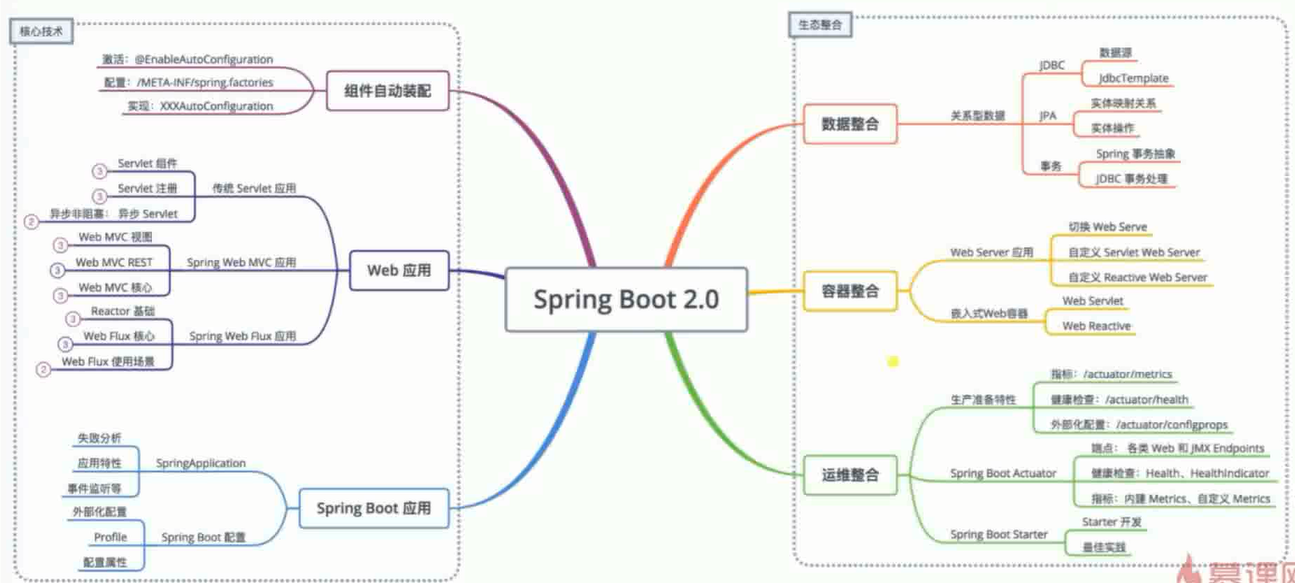 核心技术
激活：@EnableAutoConfiguration
配置：/META-INF/spring.factories
实现：XXXAutoConfiguration
组件自动装配
Servlet 组件
3
Servlet 注册
3
异步非阻塞： 异步 Servlet
2
传统 Servlet 应用
Web MVC 视图
3
Web MVC REST
3
Web MVC 核心
3
Spring Web MVC 应用
Reactor 基础
3
Web Flux 核心
3
Web Flux 使用场景
2
Spring Web Flux 应用
Web 应用
失败分析
应用特性
事件监听等
SpringApplication
外部化配置
Profile
配置属性
Spring Boot 配置
Spring Boot 应用
Spring Boot 2.0
生态整合
数据整合
关系型数据
JDBC
数据源
JdbcTemplate
JPA
实体映射关系
实体操作
事务
Spring 事务抽象
JDBC 事务处理
容器整合
Web Server 应用
切换 Web Serve
自定义 Servlet Web Server
自定义 Reactive Web Server
嵌入式Web容器
Web Servlet
Web Reactive
运维整合
生产准备特性
指标：/actuator/metrics
健康检查：/actuator/health
外部化配置：/actuator/configprops
Spring Boot Actuator
端点： 各类 Web 和 JMX Endpoints
健康检查：Health、HealthIndicator
指标：内建 Metrics、自定义 Metrics
Spring Boot Starter
Starter 开发
最佳实践
慕课网